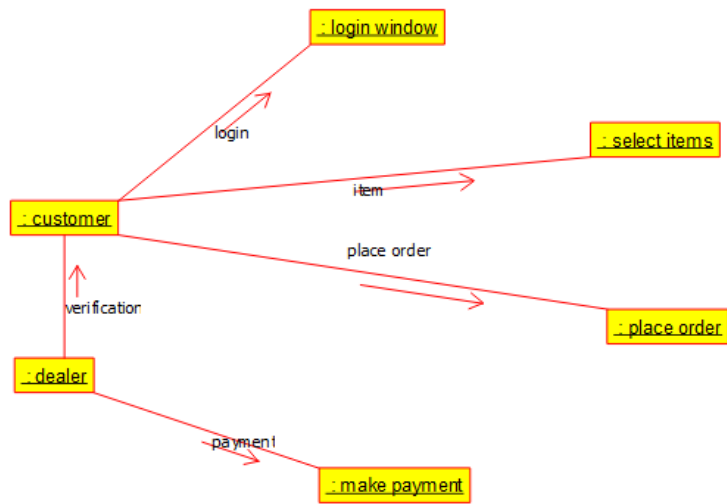 : login window
login
: select items
item
: customer
place order
verification
: place order
: dealer
payment
: make payment